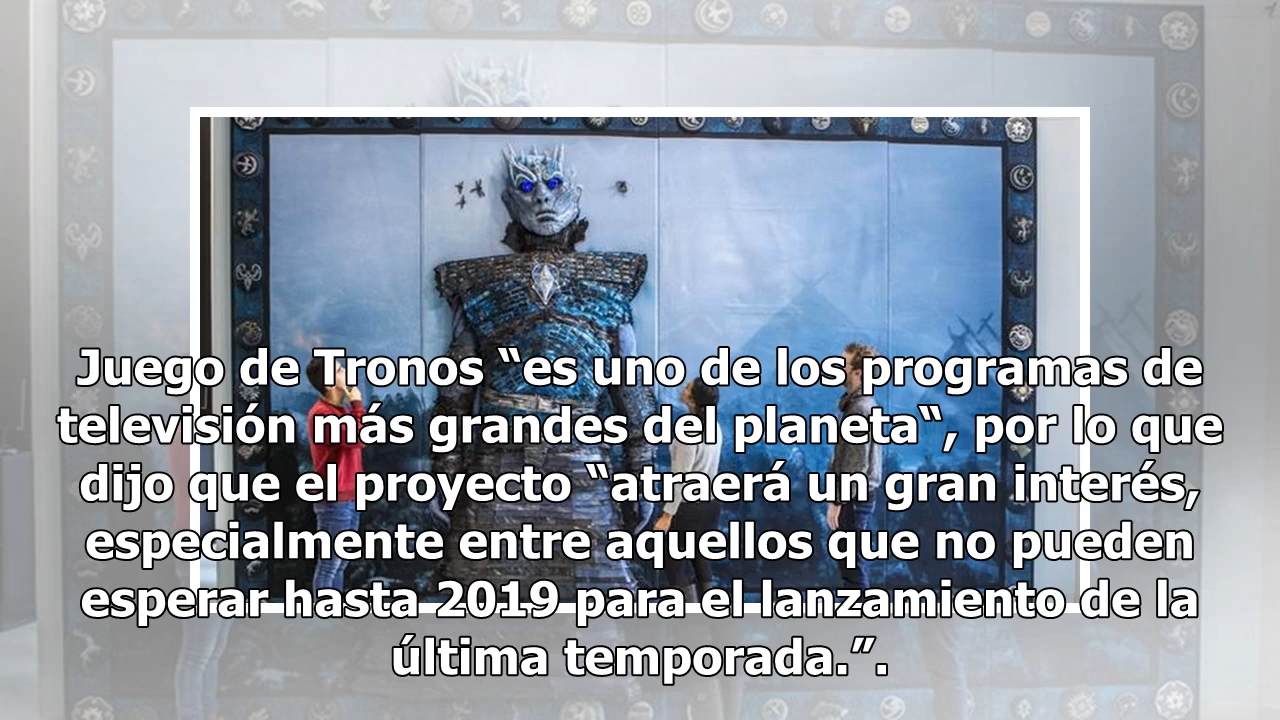 Juego de Tronos “es uno de los programas de
televisión más grandes del planeta“, por lo que
dijo que el proyecto “atraerá un gran interés,
especialmente entre aquellos que no pueden
esperar hasta 2019 para el lanzamiento de la
última temporada.”.